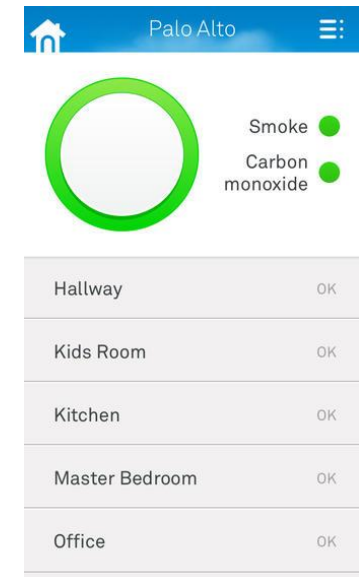 Palo Alto
Smoke
Carbon
monoxide
Hallway OK
Kids Room OK
Kitchen OK
Master Bedroom OK
Office OK